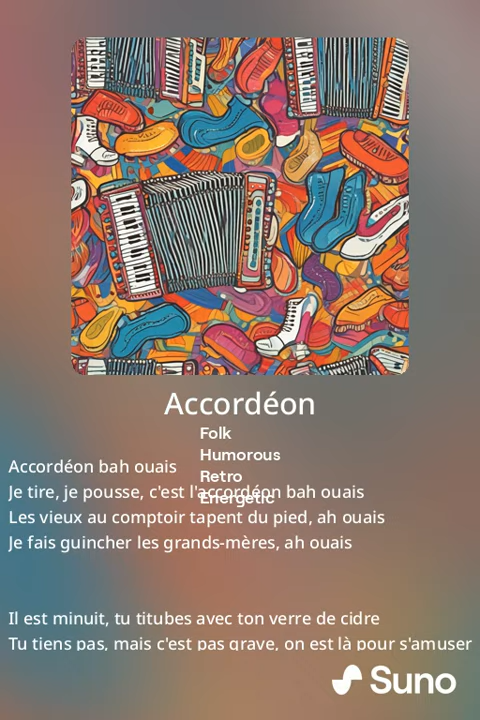 Accordéon
Folk
Humorous
Retro
Energetic
Accordéon bah ouais
Je tire, je pousse, c'est l'accordéon bah ouais
Les vieux au comptoir tapent du pied, ah ouais
Je fais guincher les grands-mères, ah ouais
Il est minuit, tu titubes avec ton verre de cidre
Tu tiens pas, mais c'est pas grave, on est là pour s'amuser
Suno